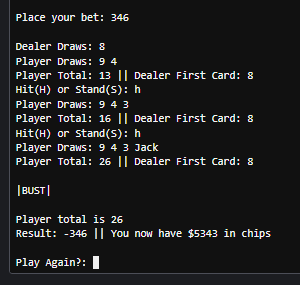 Place your bet: 346
Dealer Draws: 8
Player Draws: 9 4
Player Total: 13 || Dealer First Card: 8
Hit(H) or Stand(S): h
Player Draws: 9 4 3
Player Total: 16 || Dealer First Card: 8
Hit(H) or Stand(S): h
Player Draws: 9 4 3 Jack
Player Total: 26 || Dealer First Card: 8
|BUST|
Player total is 26
Result: -346 || You now have $5343 in chips
Play Again?: